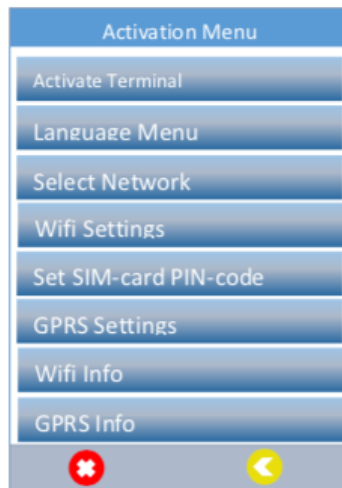 Activation Menu
Activate Terminal
Language Menu
Select Network
Wifi Settings
Set SIM-card PIN-code
GPRS Settings
Wifi Info
GPRS Info